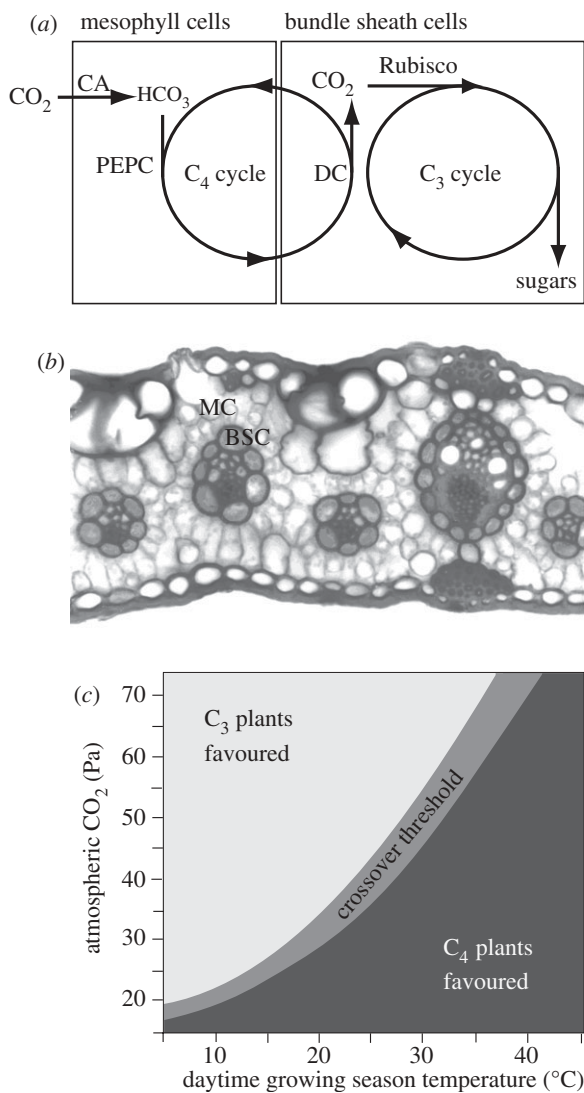 mesophyll cells
bundle sheath cells
(a)
CO₂
CA
HCO₃
PEPC
C₄ cycle
DC
CO₂
Rubisco
C₃ cycle
sugars
(b)
MC
BSC
(c)
atmospheric CO₂ (Pa)
70
60
50
40
30
20
C₃ plants
favoured
crossover threshold
C₄ plants
favoured
10
20
30
40
daytime growing season temperature (°C)